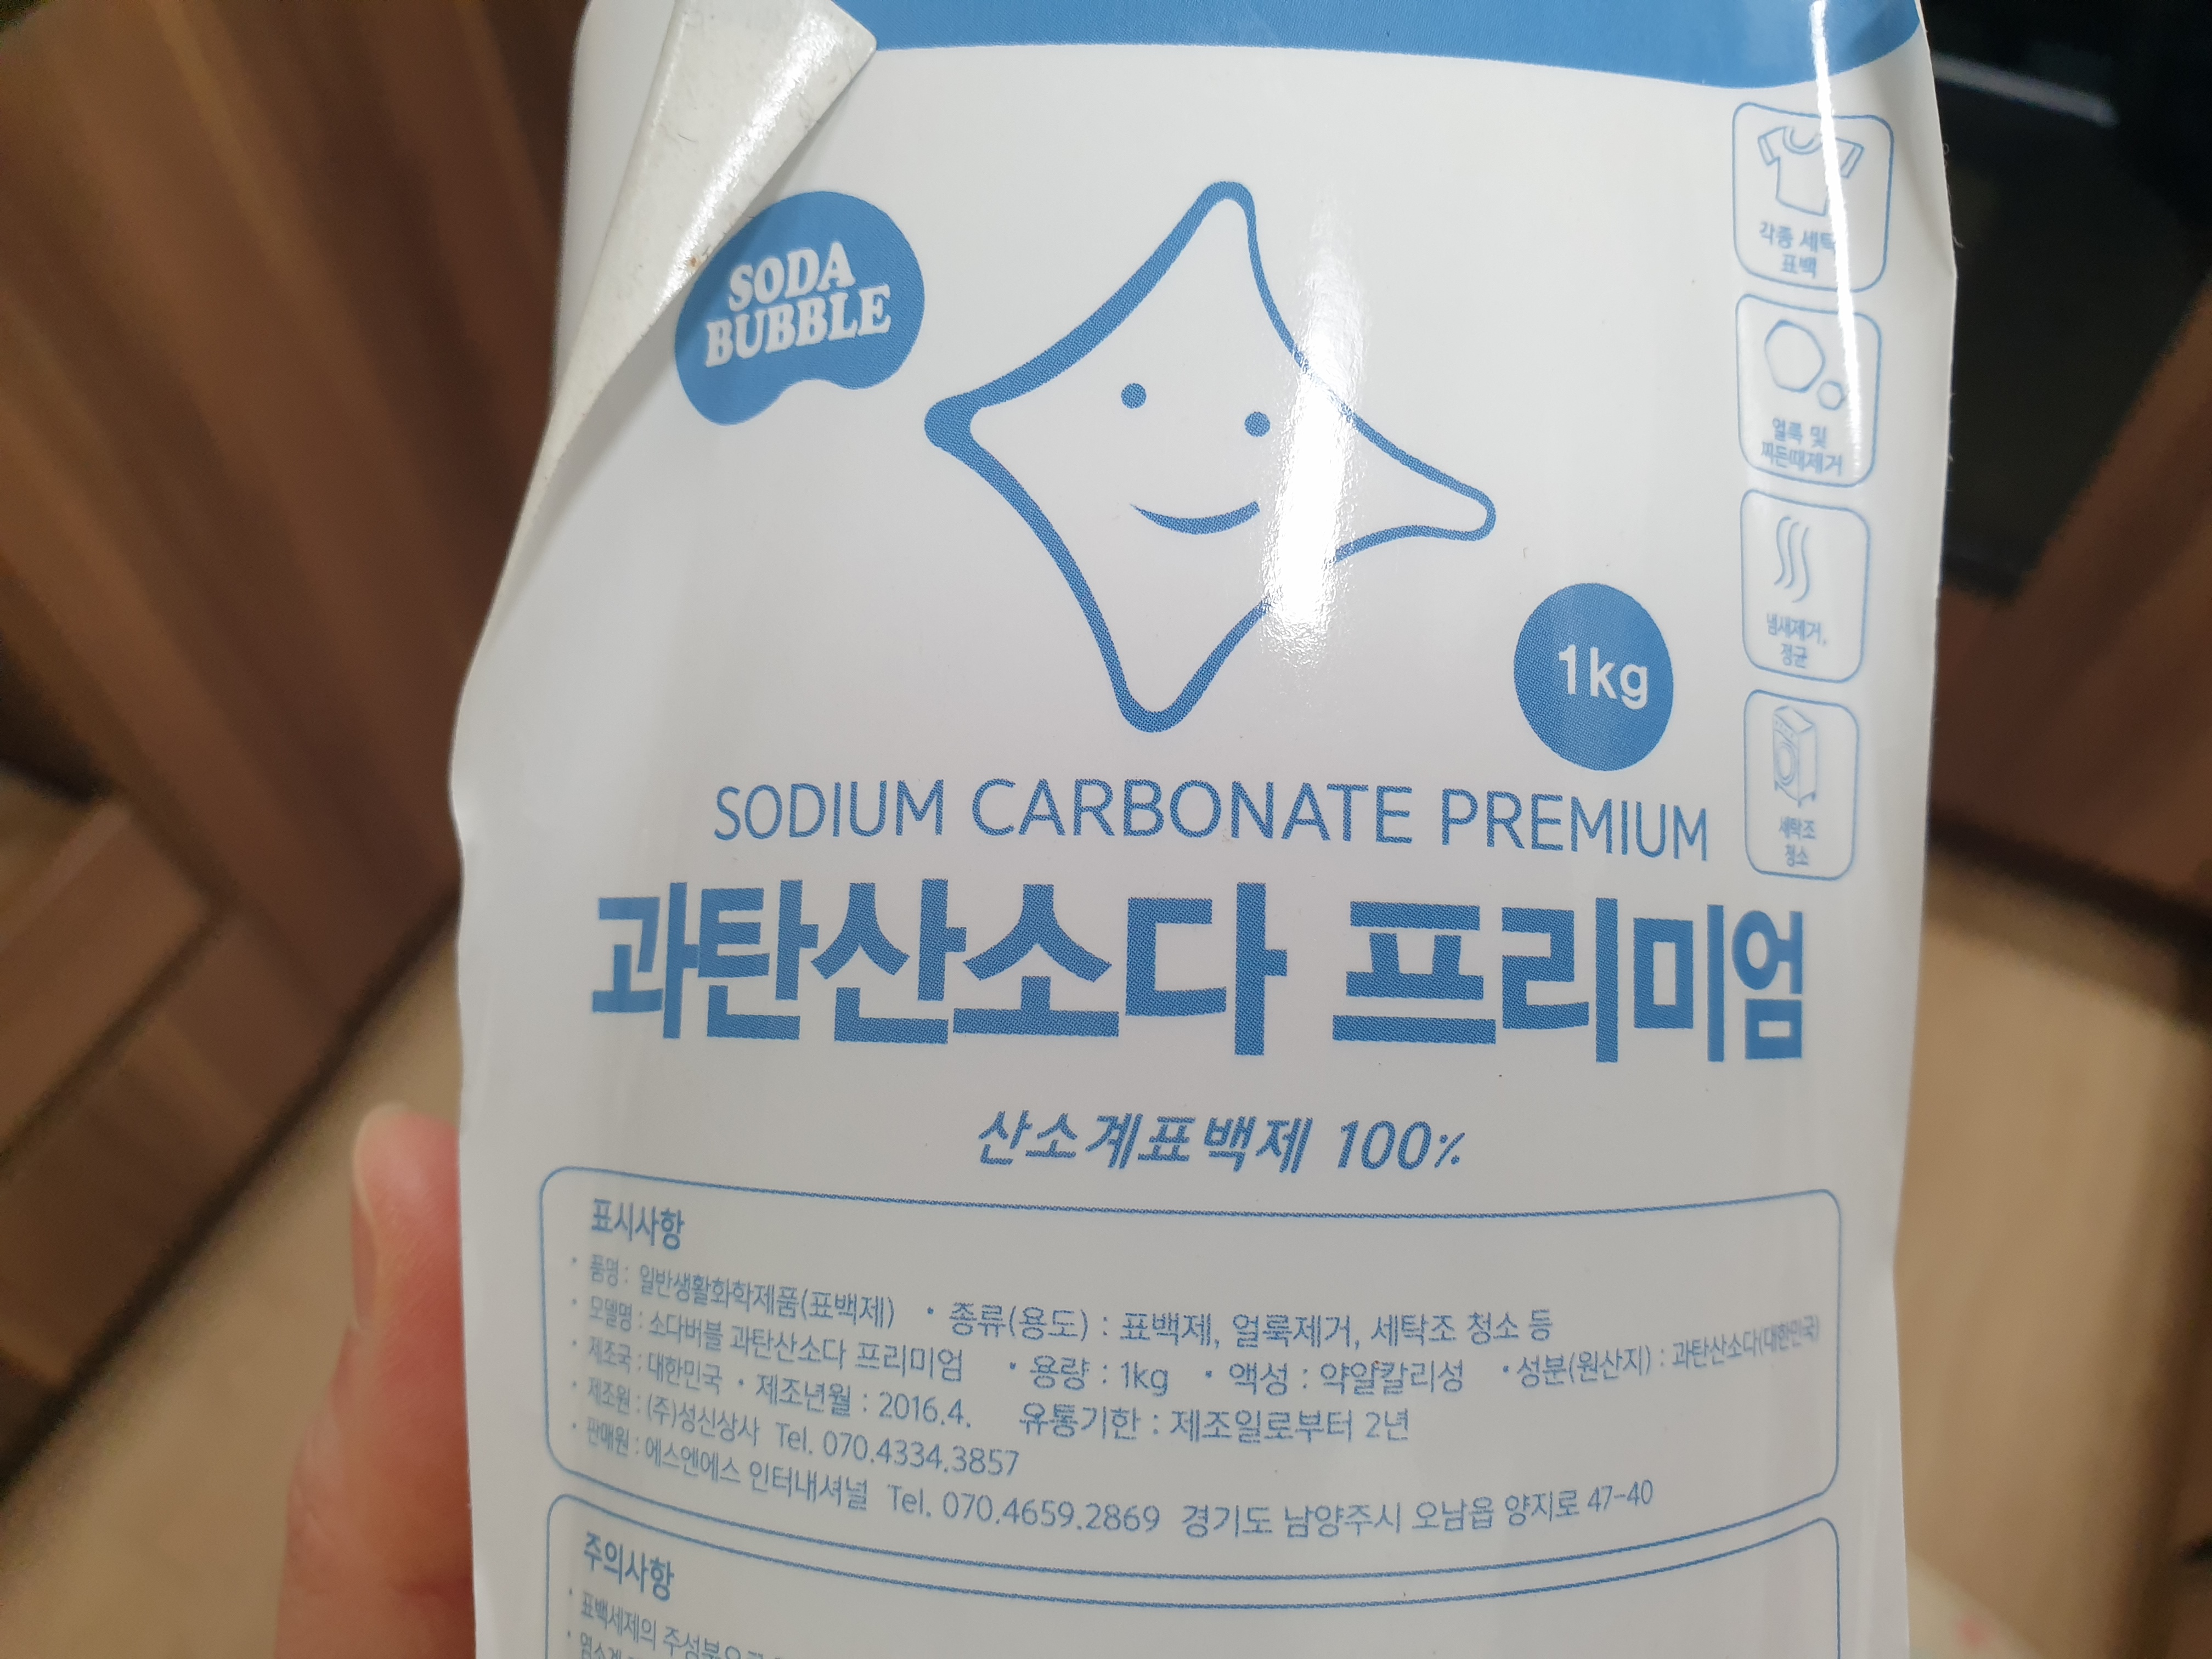 SODA
BUBBLE
각종 세탁
표백
얼룩 및
찌든때제거
냄새제거,
정균
세탁조
청소
1kg
SODIUM CARBONATE PREMIUM
과탄산소다 프리미엄
산소계표백제 100%
표시사항
· 품명 : 일반생활화학제품(표백제) · 종류(용도) : 표백제, 얼룩제거, 세탁조 청소 등
· 모델명 : 소다버블 과탄산소다 프리미엄 · 용량 : 1kg · 액성 : 약알칼리성 · 성분(원산지) : 과탄산소다(대한민국)
· 제조국 : 대한민국 · 제조년월 : 2016.4. 유통기한 : 제조일로부터 2년
· 제조원 : (주)성신상사 Tel. 070.4334.3857
· 판매원 : 에스엔에스 인터내셔널 Tel. 070.4659.2869 경기도 남양주시 오남읍 양지로 47-40
주의사항
· 표백세제의